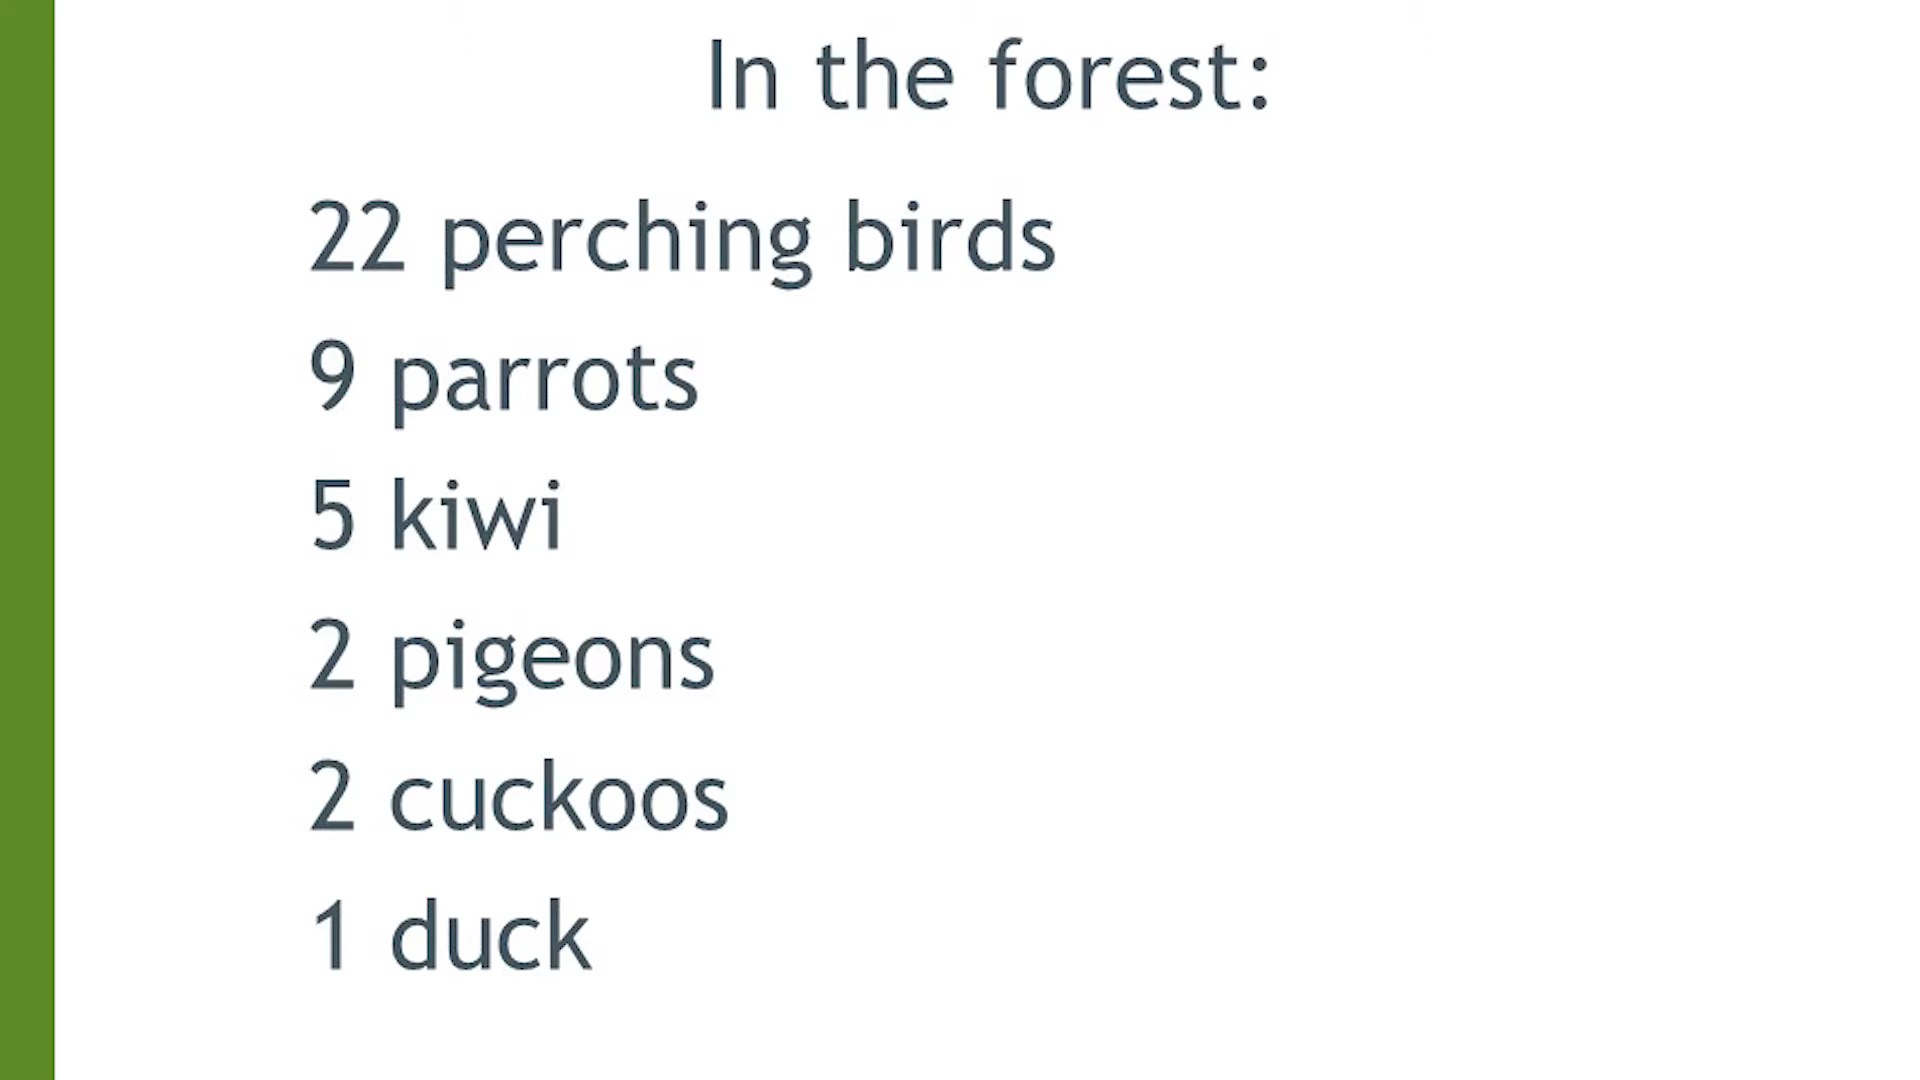 In the forest:
22 perching birds
9 parrots
5 kiwi
2 pigeons
2 cuckoos
1 duck